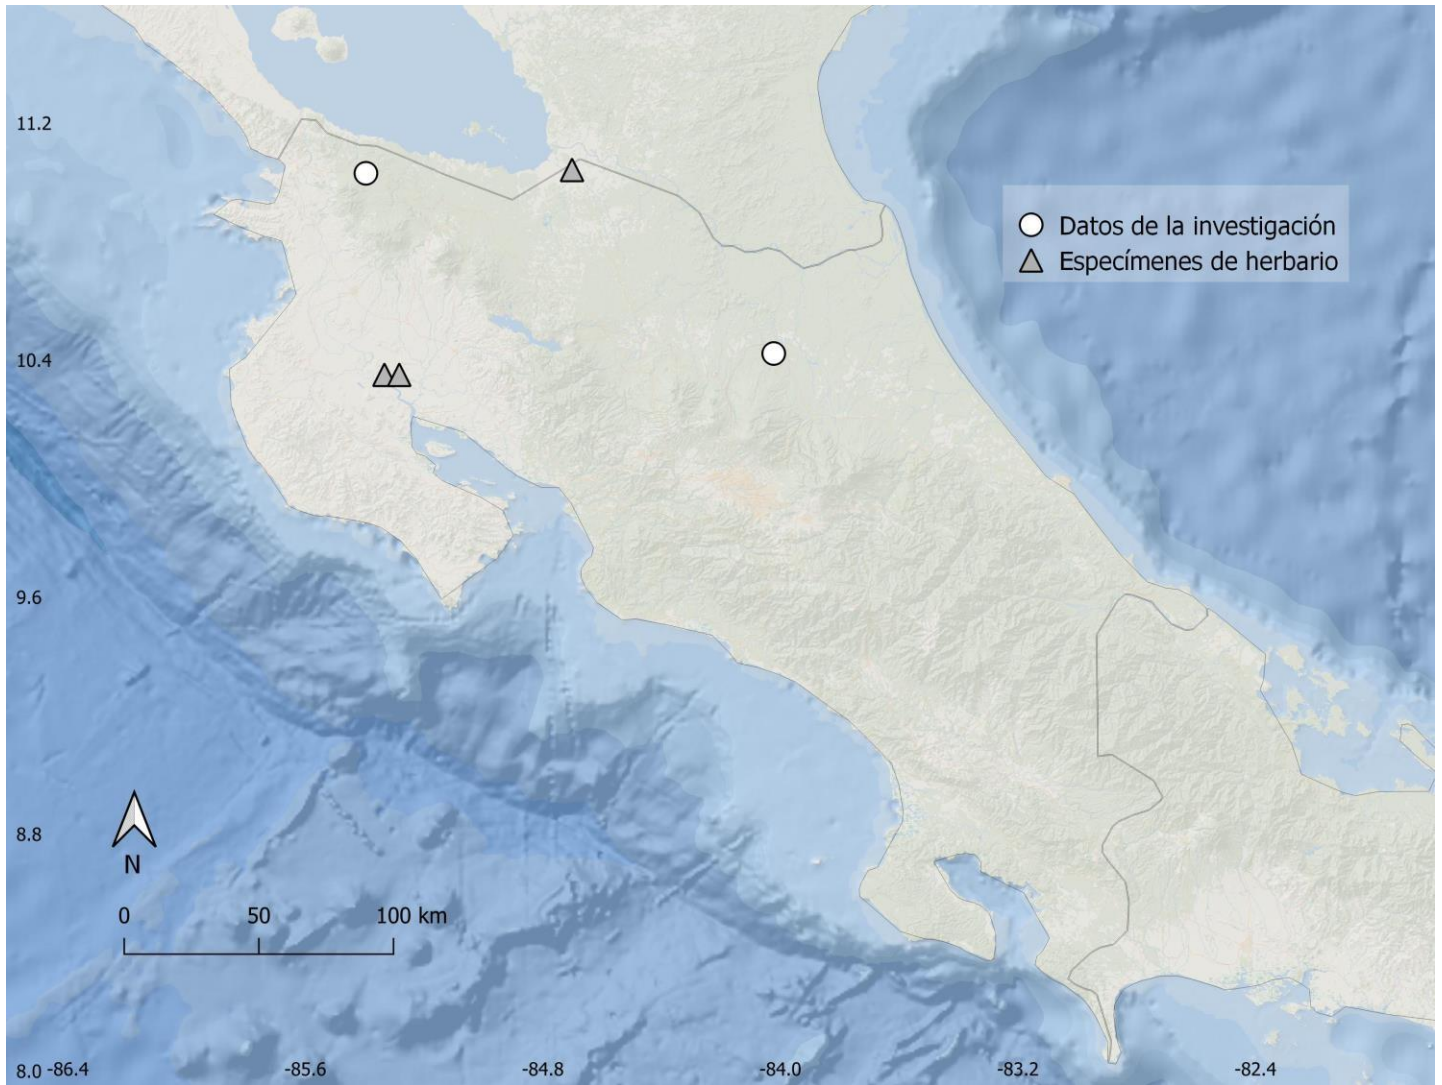 11.2
Datos de la investigación
Especímenes de herbario
10.4
9.6
8.8
N
0 50 100 km
8.0 -86.4 -85.6 -84.8 -84.0 -83.2 -82.4